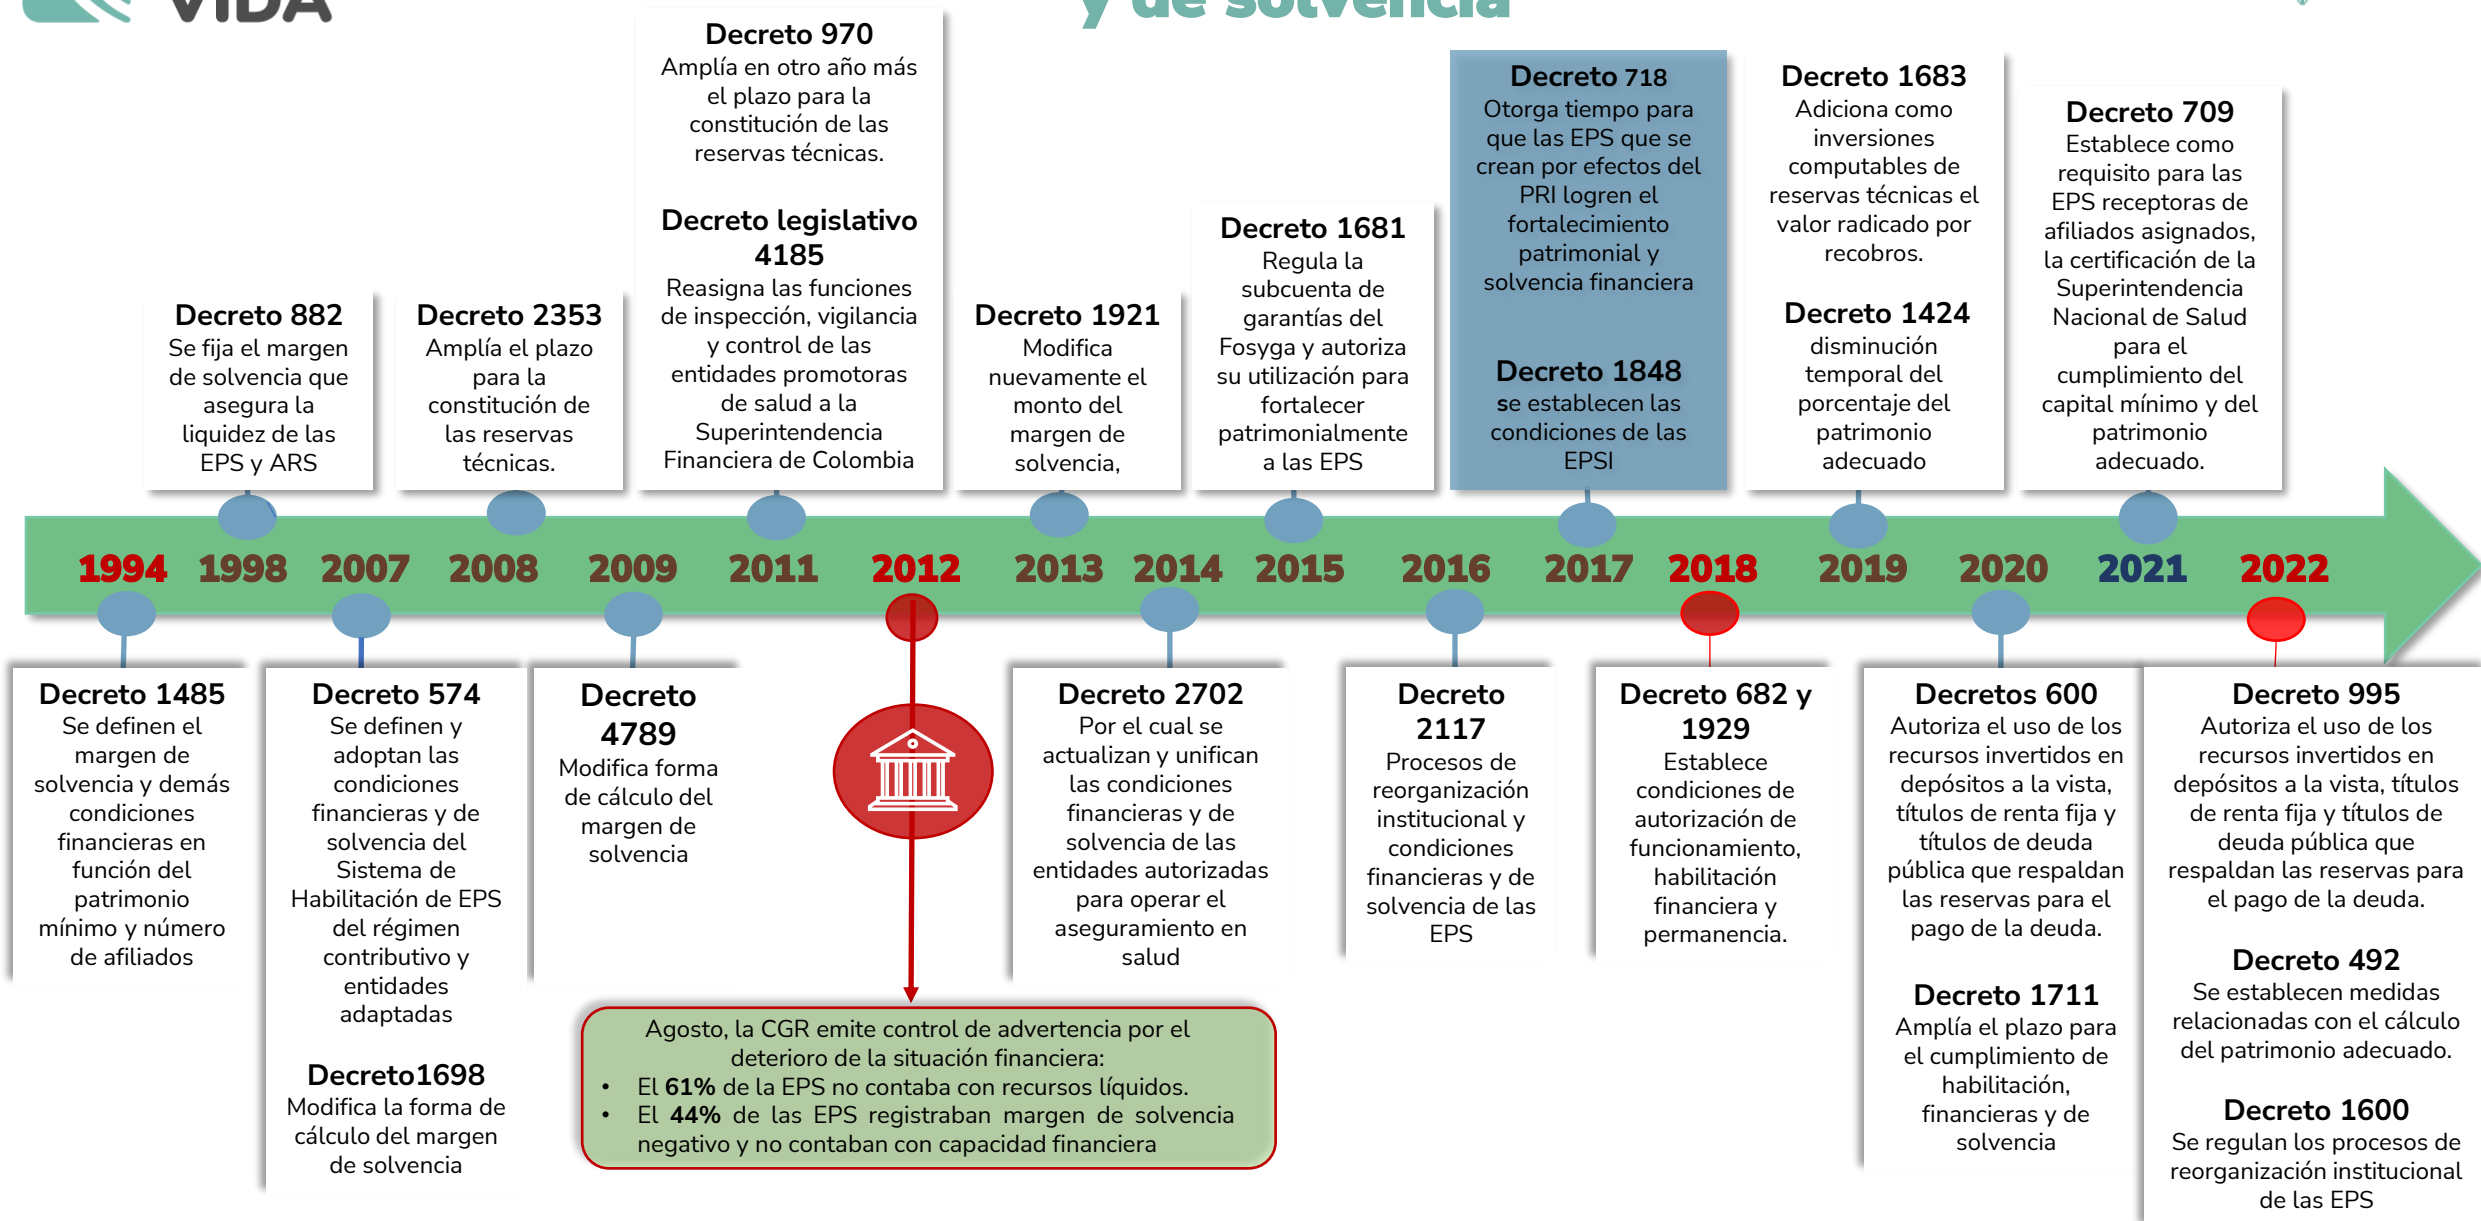 VIDA
y de solvencia
Decreto 970
Amplía en otro año más
el plazo para la
constitución de las
reservas técnicas.
Decreto legislativo
4185
Reasigna las funciones
de inspección, vigilancia
y control de las
entidades promotoras
de salud a la
Superintendencia
Financiera de Colombia
Decreto 718
Otorga tiempo para
que las EPS que se
crean por efectos del
PRI logren el
fortalecimiento
patrimonial y
solvencia financiera
Decreto 1848
se establecen las
condiciones de las
EPSI
Decreto 1683
Adiciona como
inversiones
computables de
reservas técnicas el
valor radicado por
recobros.
Decreto 1424
disminución
temporal del
porcentaje del
patrimonio
adecuado
Decreto 709
Establece como
requisito para las
EPS receptoras de
afiliados asignados,
la certificación de la
Superintendencia
Nacional de Salud
para el
cumplimiento del
capital mínimo y del
patrimonio
adecuado.
Decreto 882
Se fija el margen
de solvencia que
asegura la
liquidez de las
EPS y ARS
Decreto 2353
Amplía el plazo
para la
constitución de
las reservas
técnicas.
Decreto 1921
Modifica
nuevamente el
monto del
margen de
solvencia,
Decreto 1681
Regula la
subcuenta de
garantías del
Fosyga y autoriza
su utilización para
fortalecer
patrimonialmente
a las EPS
1994 1998 2007 2008 2009 2011 2012 2013 2014 2015 2016 2017 2018 2019 2020 2021 2022
Decreto 1485
Se definen el
margen de
solvencia y demás
condiciones
financieras en
función del
patrimonio
mínimo y número
de afiliados
Decreto 574
Se definen y
adoptan las
condiciones
financieras y de
solvencia del
Sistema de
Habilitación de EPS
del régimen
contributivo y
entidades
adaptadas
Decreto1698
Modifica la forma de
cálculo del margen
de solvencia
Decreto
4789
Modifica forma
de cálculo del
margen de
solvencia
Agosto, la CGR emite control de advertencia por el
deterioro de la situación financiera:
• El 61% de la EPS no contaba con recursos líquidos.
• El 44% de las EPS registraban margen de solvencia
negativo y no contaban con capacidad financiera
Decreto 2702
Por el cual se
actualizan y unifican
las condiciones
financieras y de
solvencia de las
entidades autorizadas
para operar el
aseguramiento en
salud
Decreto
2117
Procesos de
reorganización
institucional y
condiciones
financieras y de
solvencia de las
EPS
Decreto 682 y
1929
Establece
condiciones de
autorización de
funcionamiento,
habilitación
financiera y
permanencia.
Decretos 600
Autoriza el uso de los
recursos invertidos en
depósitos a la vista,
títulos de renta fija y
títulos de deuda
pública que respaldan
las reservas para el
pago de la deuda.
Decreto 1711
Amplía el plazo para
el cumplimiento de
habilitación,
financieras y de
solvencia
Decreto 995
Autoriza el uso de los
recursos invertidos en
depósitos a la vista, títulos
de renta fija y títulos de
deuda pública que
respaldan las reservas para
el pago de la deuda.
Decreto 492
Se establecen medidas
relacionadas con el cálculo
del patrimonio adecuado.
Decreto 1600
Se regulan los procesos de
reorganización institucional
de las EPS